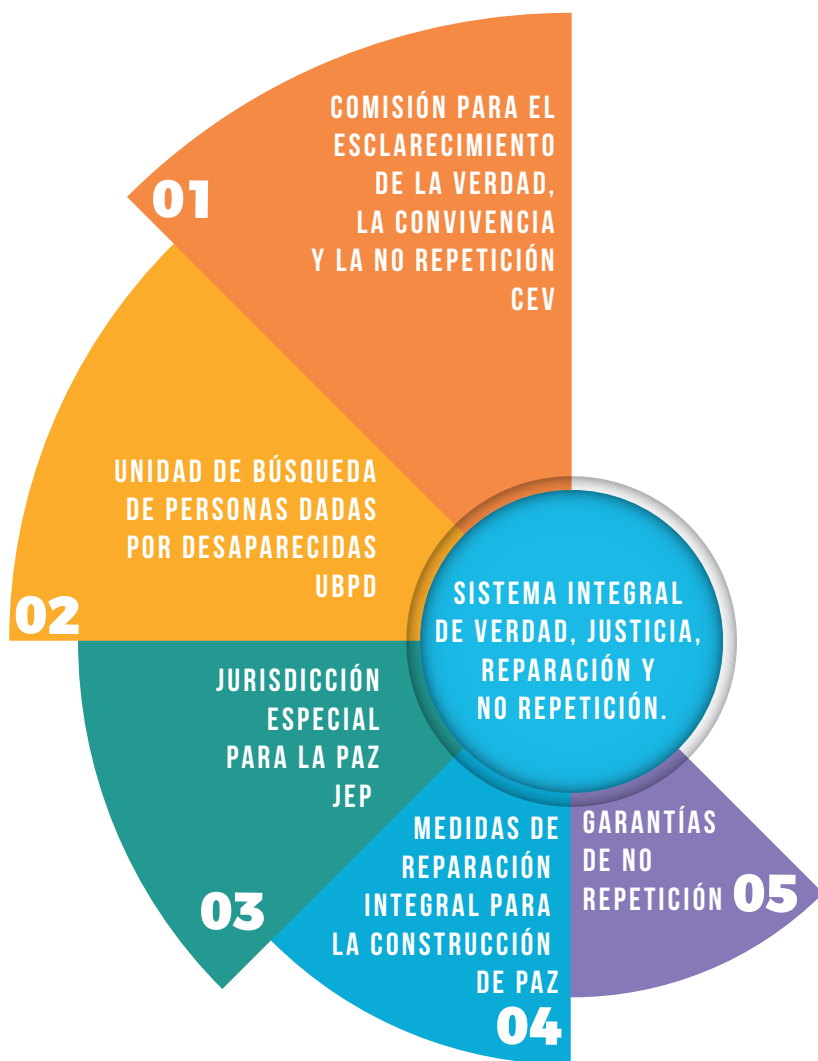 COMISIÓN PARA EL
ESCLARECIMIENTO
DE LA VERDAD,
LA CONVIVENCIA
Y LA NO REPETICIÓN
CEV
01
UNIDAD DE BÚSQUEDA
DE PERSONAS DADAS
POR DESAPARECIDAS
UBPD
02
SISTEMA INTEGRAL
DE VERDAD, JUSTICIA,
REPARACIÓN Y
NO REPETICIÓN.
JURISDICCIÓN
ESPECIAL
PARA LA PAZ
JEP
03
MEDIDAS DE
REPARACIÓN
INTEGRAL PARA
LA CONSTRUCCIÓN
DE PAZ
04
GARANTÍAS
DE NO
REPETICIÓN
05